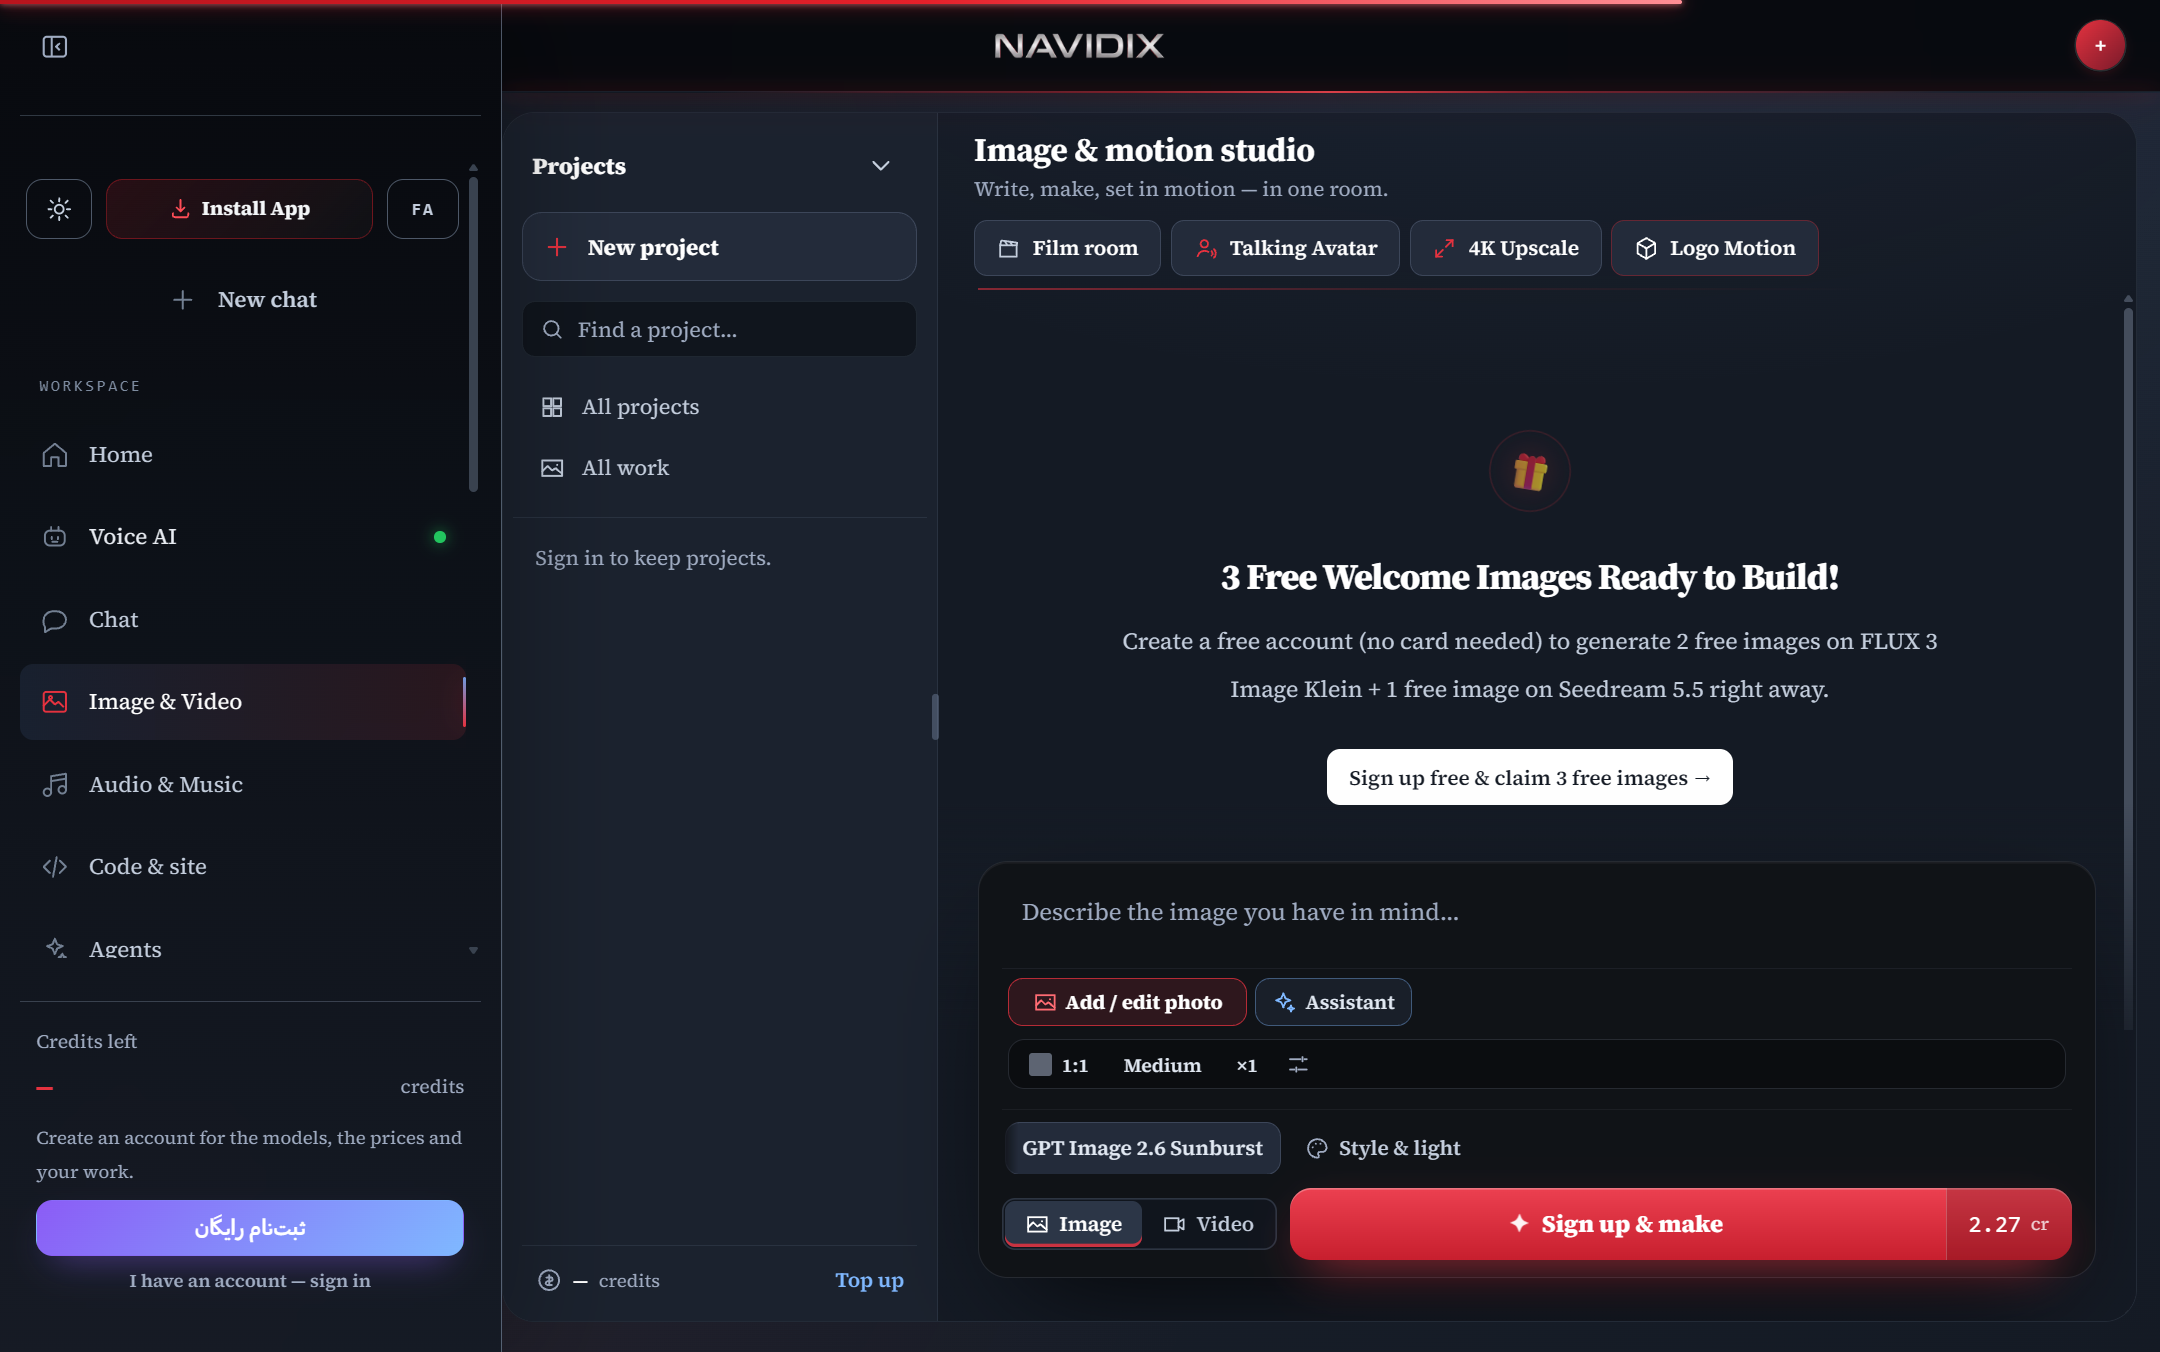 NAVIDIX
+
Install App
FA
New chat
WORKSPACE
Home
Voice AI
Chat
Image & Video
Audio & Music
Code & site
Agents
Credits left
—
credits
Create an account for the models, the prices and
your work.
ثبت‌نام رایگان
I have an account — sign in
Projects
New project
Find a project...
All projects
All work
Sign in to keep projects.
— credits
Top up
Image & motion studio
Write, make, set in motion — in one room.
Film room
Talking Avatar
4K Upscale
Logo Motion
3 Free Welcome Images Ready to Build!
Create a free account (no card needed) to generate 2 free images on FLUX 3
Image Klein + 1 free image on Seedream 5.5 right away.
Sign up free & claim 3 free images →
Describe the image you have in mind...
Add / edit photo
Assistant
1:1
Medium
×1
GPT Image 2.6 Sunburst
Style & light
Image
Video
Sign up & make
2.27 cr